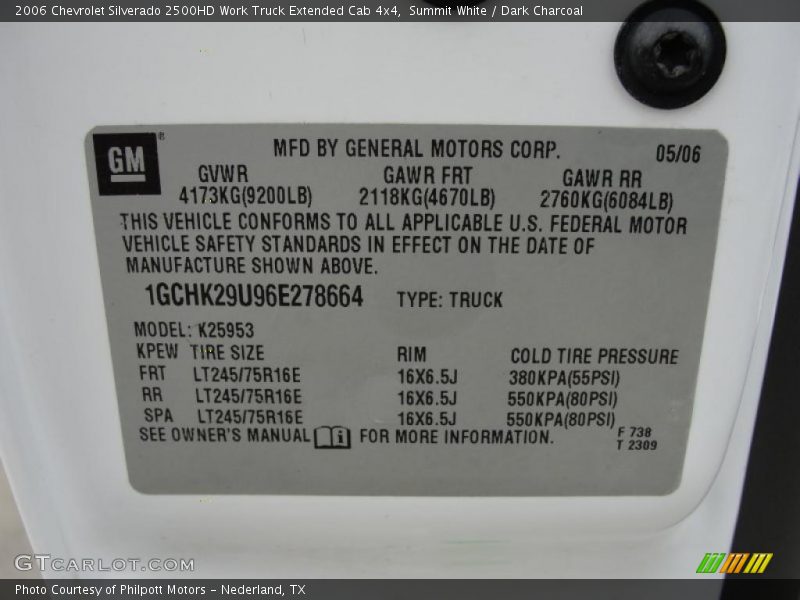 2006 Chevrolet Silverado 2500HD Work Truck Extended Cab 4x4,  Summit White / Dark Charcoal
GM®
MFD BY GENERAL MOTORS CORP. 05/06
GVWR GAWR FRT GAWR RR
4173KG(9200LB) 2118KG(4670LB) 2760KG(6084LB)
THIS VEHICLE CONFORMS TO ALL APPLICABLE U.S. FEDERAL MOTOR
VEHICLE SAFETY STANDARDS IN EFFECT ON THE DATE OF
MANUFACTURE SHOWN ABOVE.
1GCHK29U96E278664 TYPE: TRUCK
MODEL: K25953
KPEW TIRE SIZE RIM COLD TIRE PRESSURE
FRT LT245/75R16E 16X6.5J 380KPA(55PSI)
RR LT245/75R16E 16X6.5J 550KPA(80PSI)
SPA LT245/75R16E 16X6.5J 550KPA(80PSI)
SEE OWNER'S MANUAL i FOR MORE INFORMATION.
F 738
T 2309
GTCARLOT.COM
Photo Courtesy of Philpott Motors - Nederland, TX